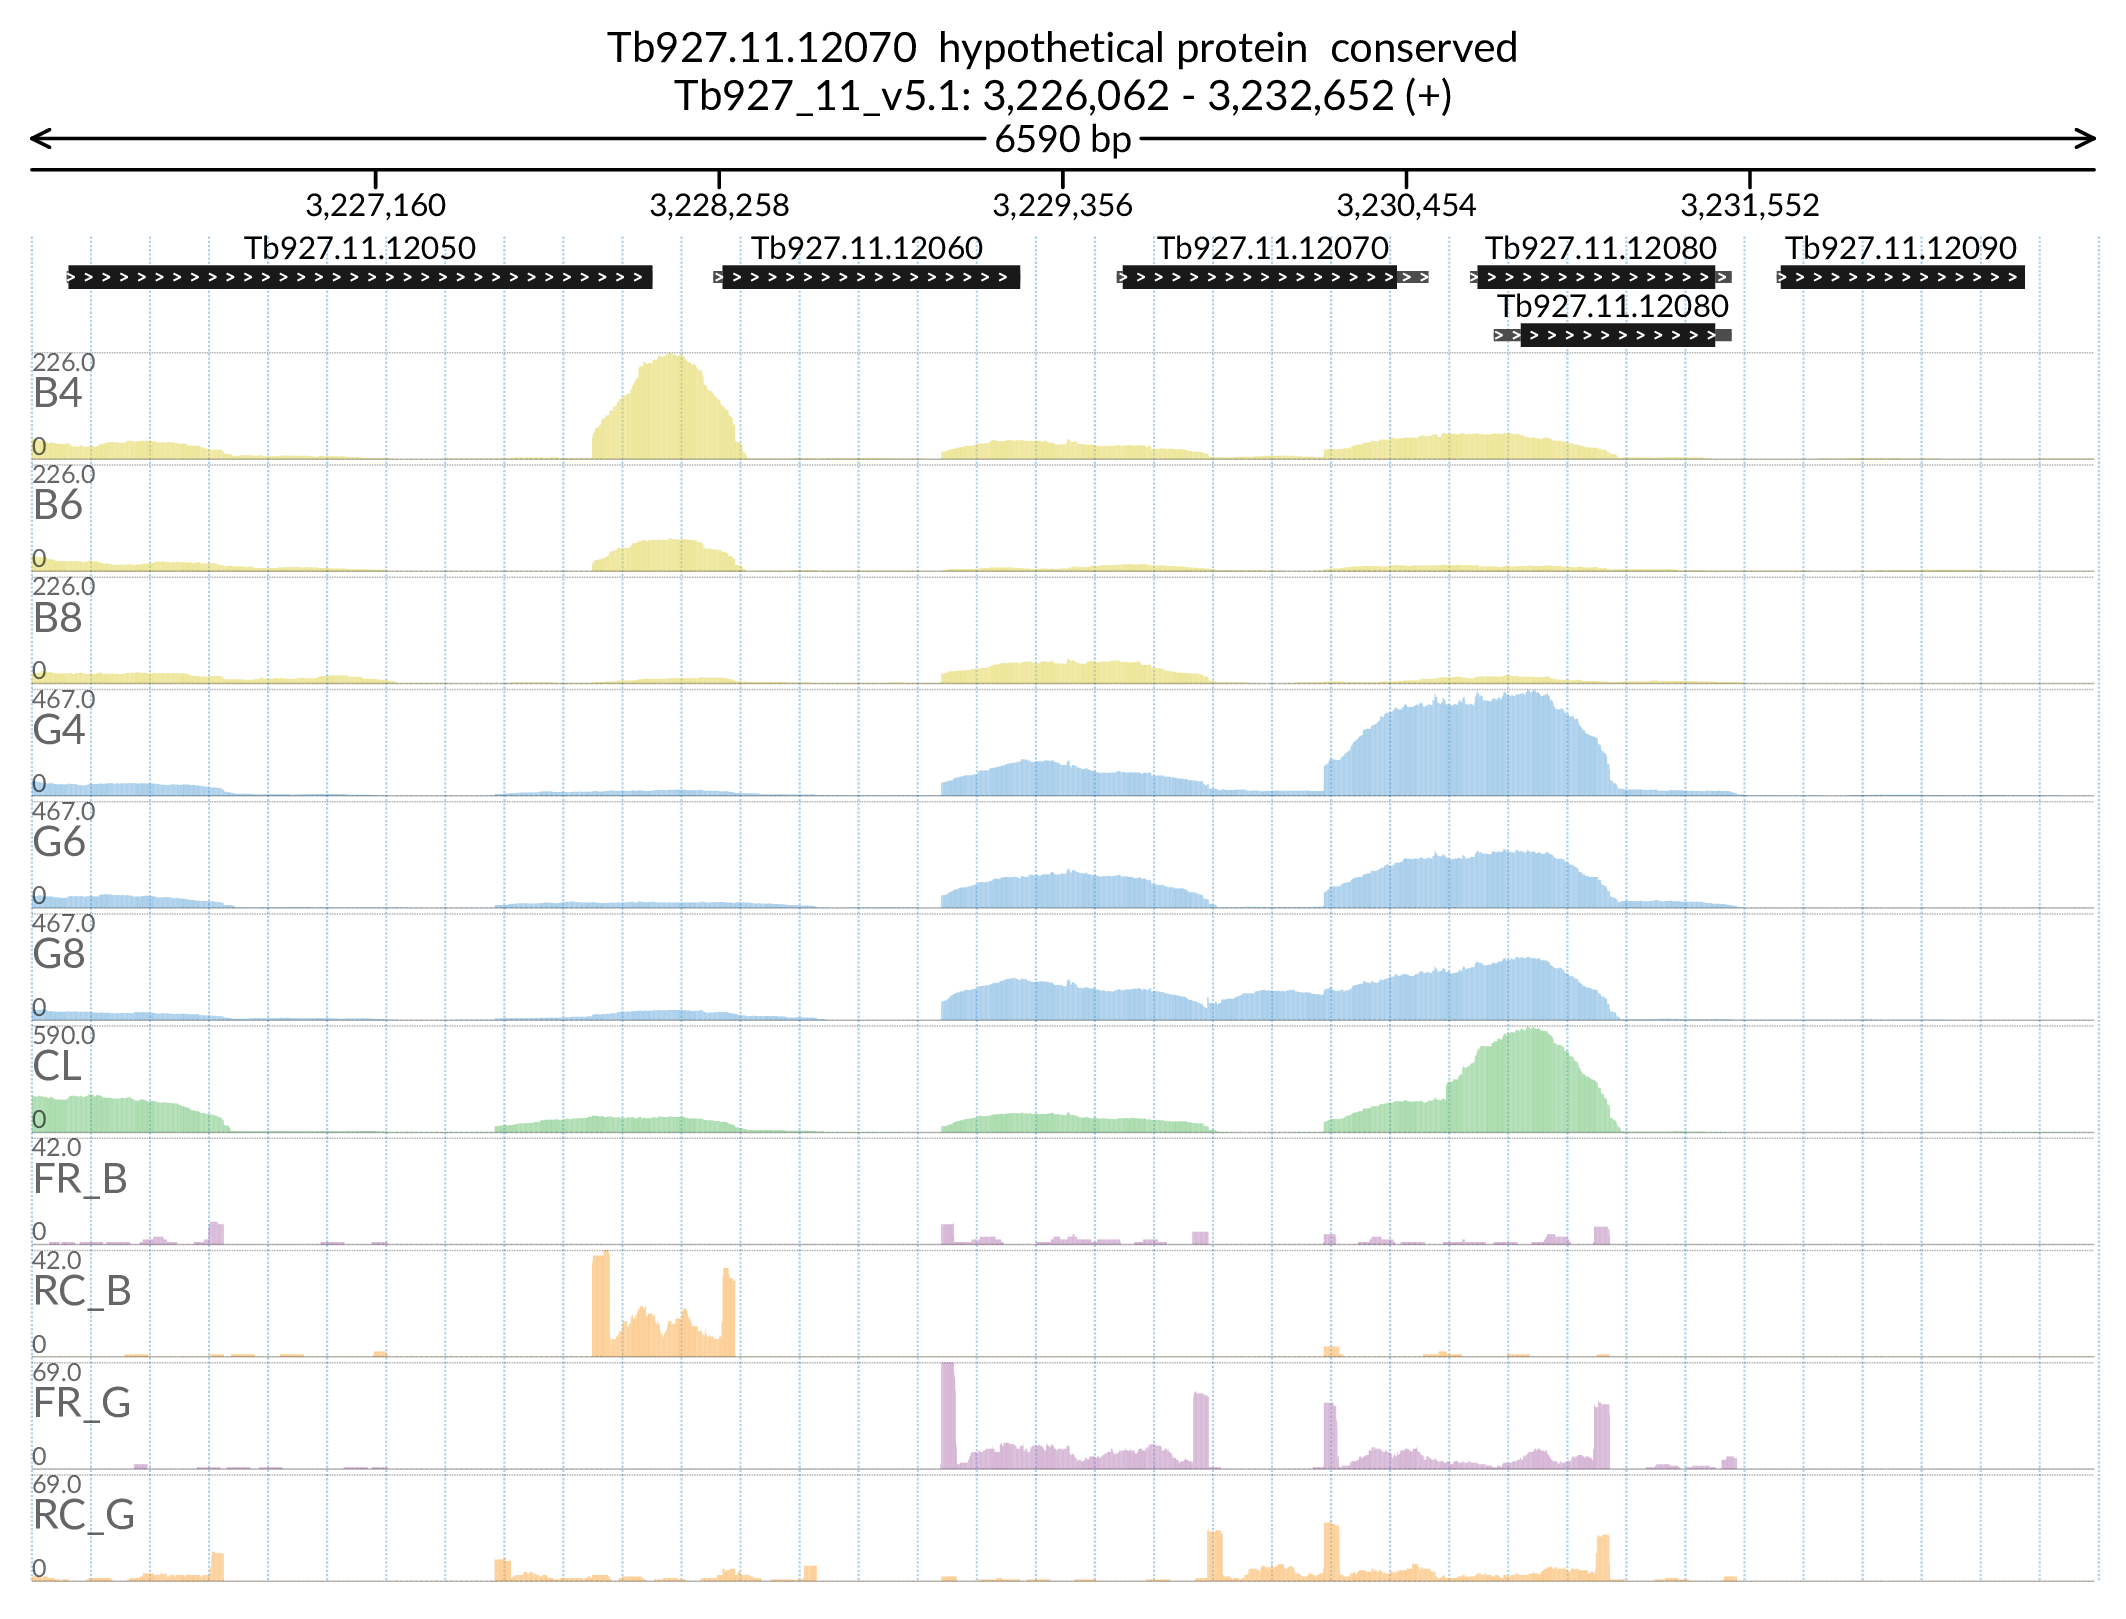 Tb927.11.12070  hypothetical protein  conserved
Tb927_11_v5.1: 3,226,062 - 3,232,652 (+)
6590 bp
3,227,160 3,228,258 3,229,356 3,230,454 3,231,552
Tb927.11.12050 Tb927.11.12060 Tb927.11.12070 Tb927.11.12080 Tb927.11.12090
Tb927.11.12080
226.0
B4
0
226.0
B6
0
226.0
B8
0
467.0
G4
0
467.0
G6
0
467.0
G8
0
590.0
CL
0
42.0
FR_B
0
42.0
RC_B
0
69.0
FR_G
0
69.0
RC_G
0